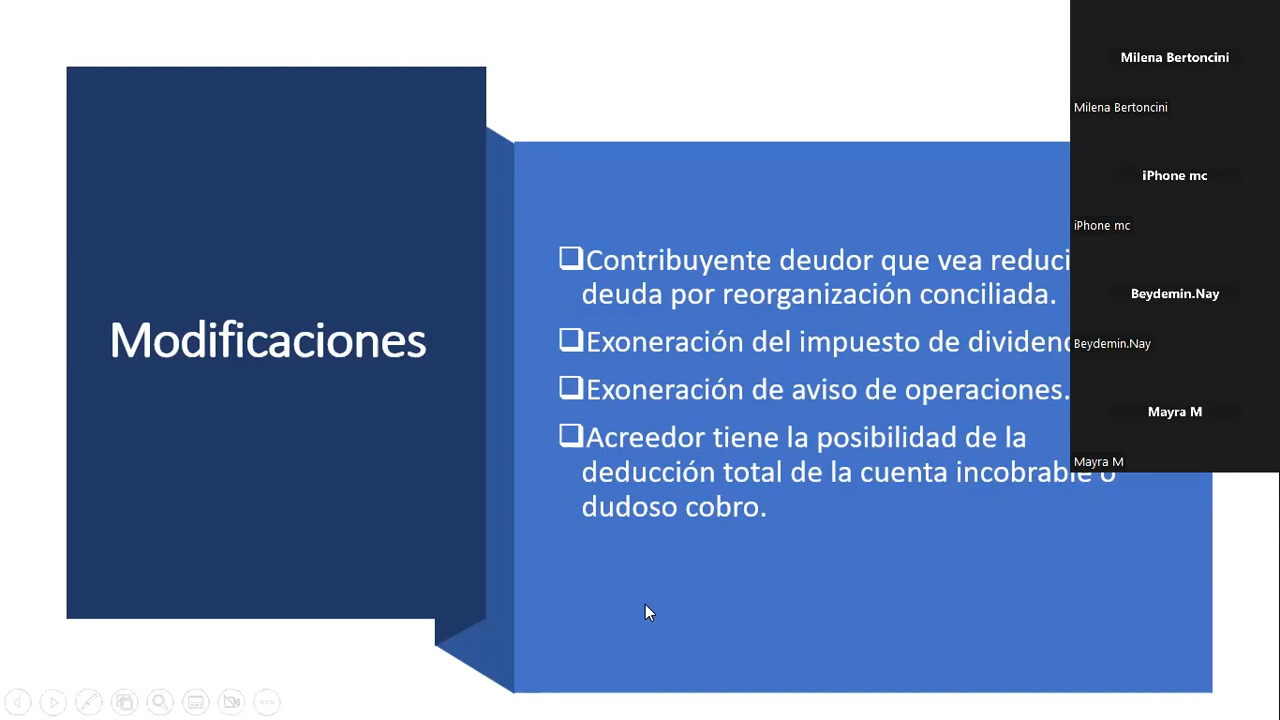 Modificaciones
Contribuyente deudor que vea
deuda por reorganización conciliada.
Exoneración del impuesto de
Exoneración de aviso de operaciones.
Acreedor tiene la posibilidad de la
deducción total de la cuenta incobrable o
dudoso cobro.
Milena Bertoncini
Milena Bertoncini
iPhone mc
iPhone mc
Beydemin.Nay
Beydemin.Nay
Mayra M
Mayra M